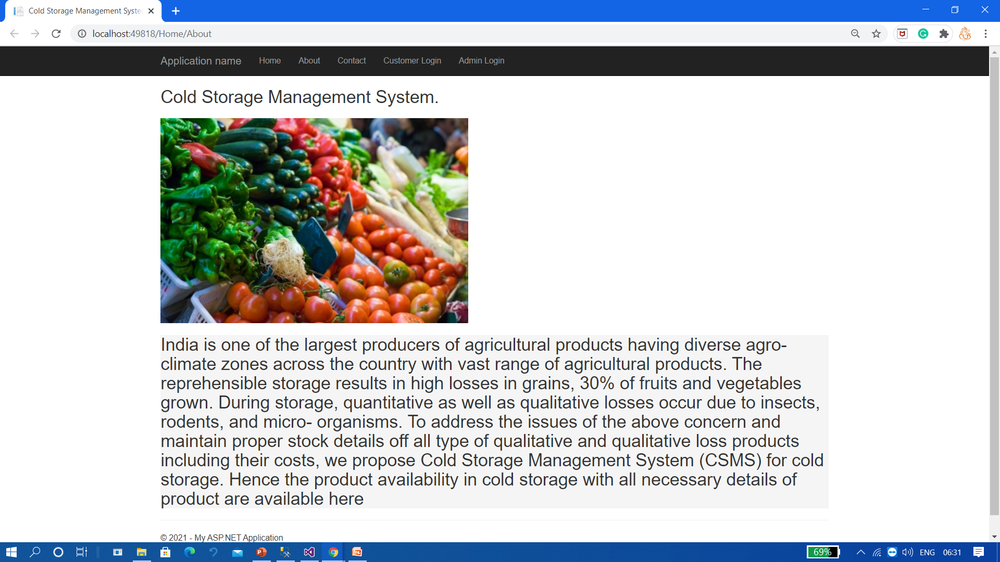 Cold Storage Management Syste
localhost:49818/Home/About
Application name Home About Contact Customer Login Admin Login
Cold Storage Management System.
India is one of the largest producers of agricultural products having diverse agro-
climate zones across the country with vast range of agricultural products. The
reprehensible storage results in high losses in grains, 30% of fruits and vegetables
grown. During storage, quantitative as well as qualitative losses occur due to insects,
rodents, and micro- organisms. To address the issues of the above concern and
maintain proper stock details off all type of qualitative and qualitative loss products
including their costs, we propose Cold Storage Management System (CSMS) for cold
storage. Hence the product availability in cold storage with all necessary details of
product are available here
© 2021 - My ASP.NET Application
69% ENG 06:31